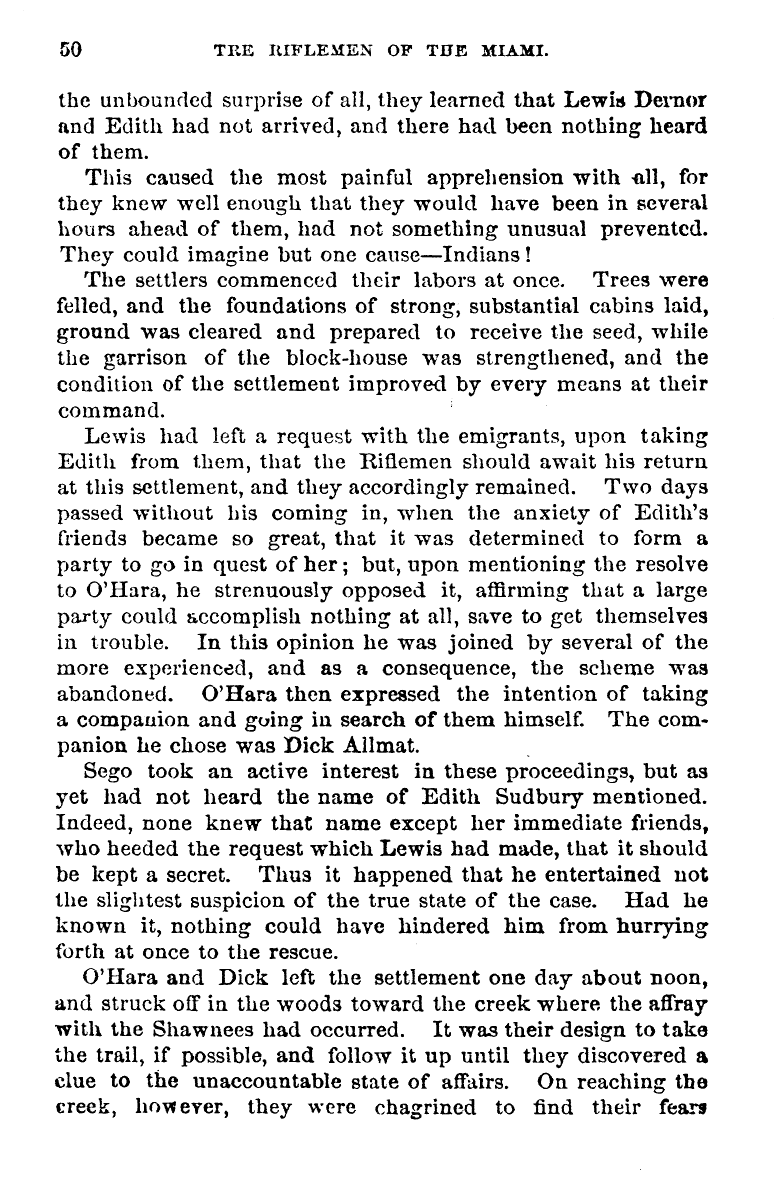 50 THE RIFLEMEN OF THE MIAMI.
the unbounded surprise of all, they learned that Lewis Dernor
and Edith had not arrived, and there had been nothing heard
of them.
This caused the most painful apprehension with all, for
they knew well enough that they would have been in several
hours ahead of them, had not something unusual prevented.
They could imagine but one cause—Indians!
The settlers commenced their labors at once. Trees were
felled, and the foundations of strong, substantial cabins laid,
ground was cleared and prepared to receive the seed, while
the garrison of the block-house was strengthened, and the
condition of the settlement improved by every means at their
command.
Lewis had left a request with the emigrants, upon taking
Edith from them, that the Riflemen should await his return
at this settlement, and they accordingly remained. Two days
passed without his coming in, when the anxiety of Edith's
friends became so great, that it was determined to form a
party to go in quest of her; but, upon mentioning the resolve
to O'Hara, he strenuously opposed it, affirming that a large
party could accomplish nothing at all, save to get themselves
in trouble. In this opinion he was joined by several of the
more experienced, and as a consequence, the scheme was
abandoned. O'Hara then expressed the intention of taking
a companion and going in search of them himself. The com-
panion he chose was Dick Allmat.
Sego took an active interest in these proceedings, but as
yet had not heard the name of Edith Sudbury mentioned.
Indeed, none knew that name except her immediate friends,
who heeded the request which Lewis had made, that it should
be kept a secret. Thus it happened that he entertained not
the slightest suspicion of the true state of the case. Had he
known it, nothing could have hindered him from hurrying
forth at once to the rescue.
O'Hara and Dick left the settlement one day about noon,
and struck off in the woods toward the creek where the affray
with the Shawnees had occurred. It was their design to take
the trail, if possible, and follow it up until they discovered a
clue to the unaccountable state of affairs. On reaching the
creek, however, they were chagrined to find their fears